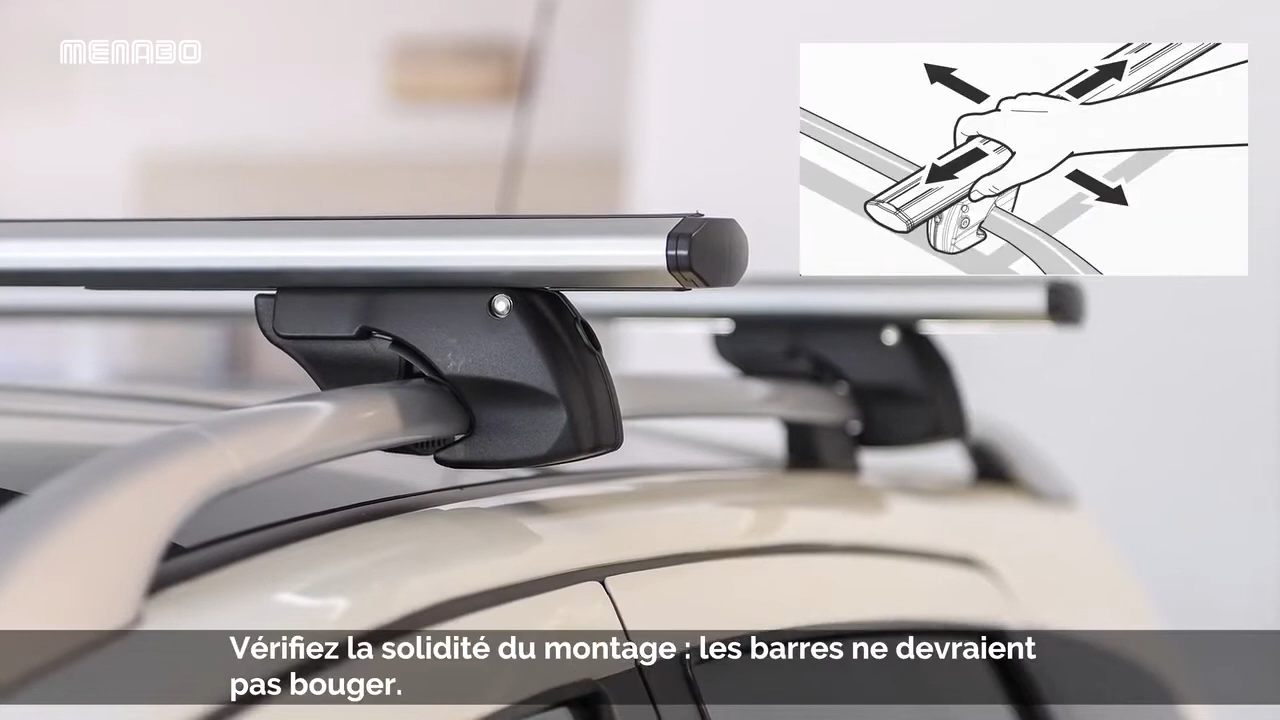 MENABO
Vérifiez la solidité du montage : les barres ne devraient
pas bouger.